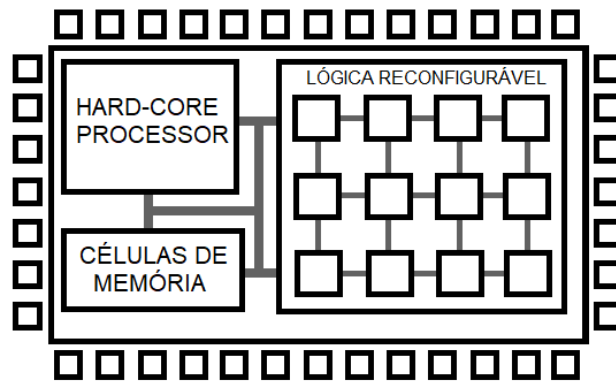 LÓGICA RECONFIGURÁVEL
HARD-CORE
PROCESSOR
CÉLULAS DE
MEMÓRIA